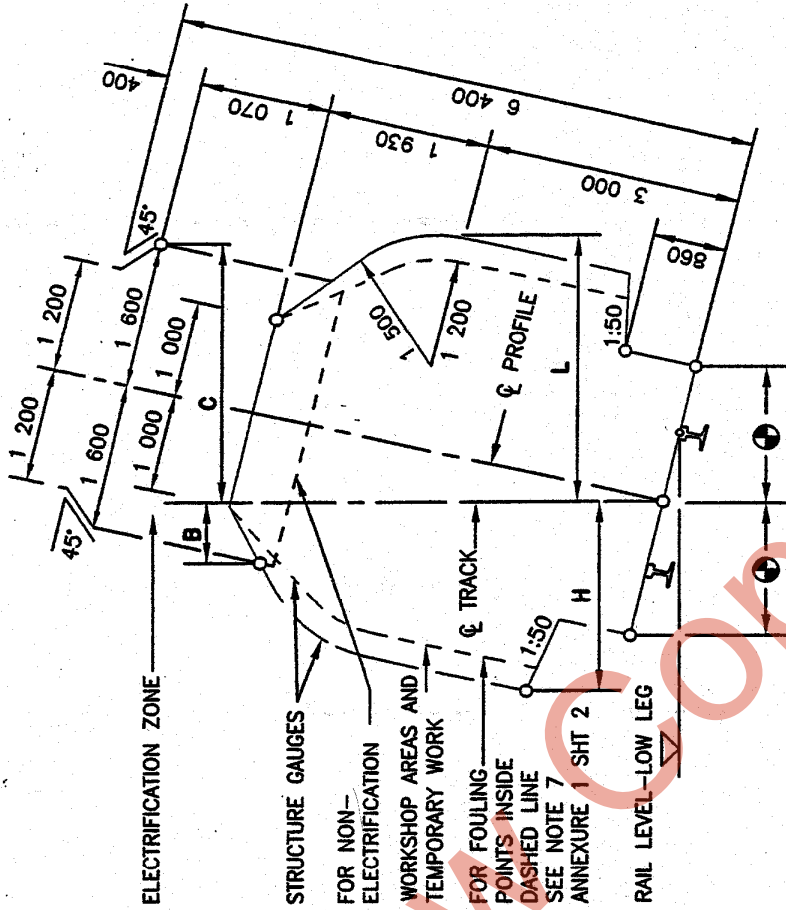 400
1 070
1 930
3 000
6 400
860
45°
1 200
1 600
1 000
1 200
1 600
1 000
45°
C
B
1 500
1 200
1:50
L
℄ PROFILE
℄ TRACK
H
1:50
ELECTRIFICATION ZONE
STRUCTURE GAUGES
FOR NON-
ELECTRIFICATION
WORKSHOP AREAS AND
TEMPORARY WORK
FOR FOULING
POINTS INSIDE
DASHED LINE
SEE NOTE 7
ANNEXURE 1 SHT 2
RAIL LEVEL-LOW LEG
w Con